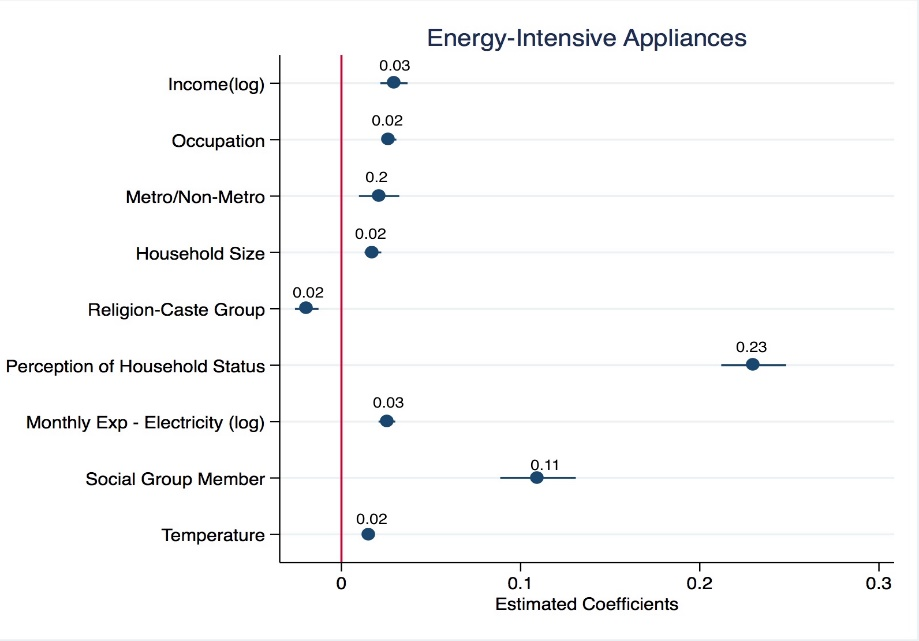 Energy-Intensive Appliances
Income(log)
0.03
Occupation
0.02
Metro/Non-Metro
0.2
Household Size
0.02
Religion-Caste Group
0.02
Perception of Household Status
0.23
Monthly Exp - Electricity (log)
0.03
Social Group Member
0.11
Temperature
0.02
0 0.1 0.2 0.3
Estimated Coefficients